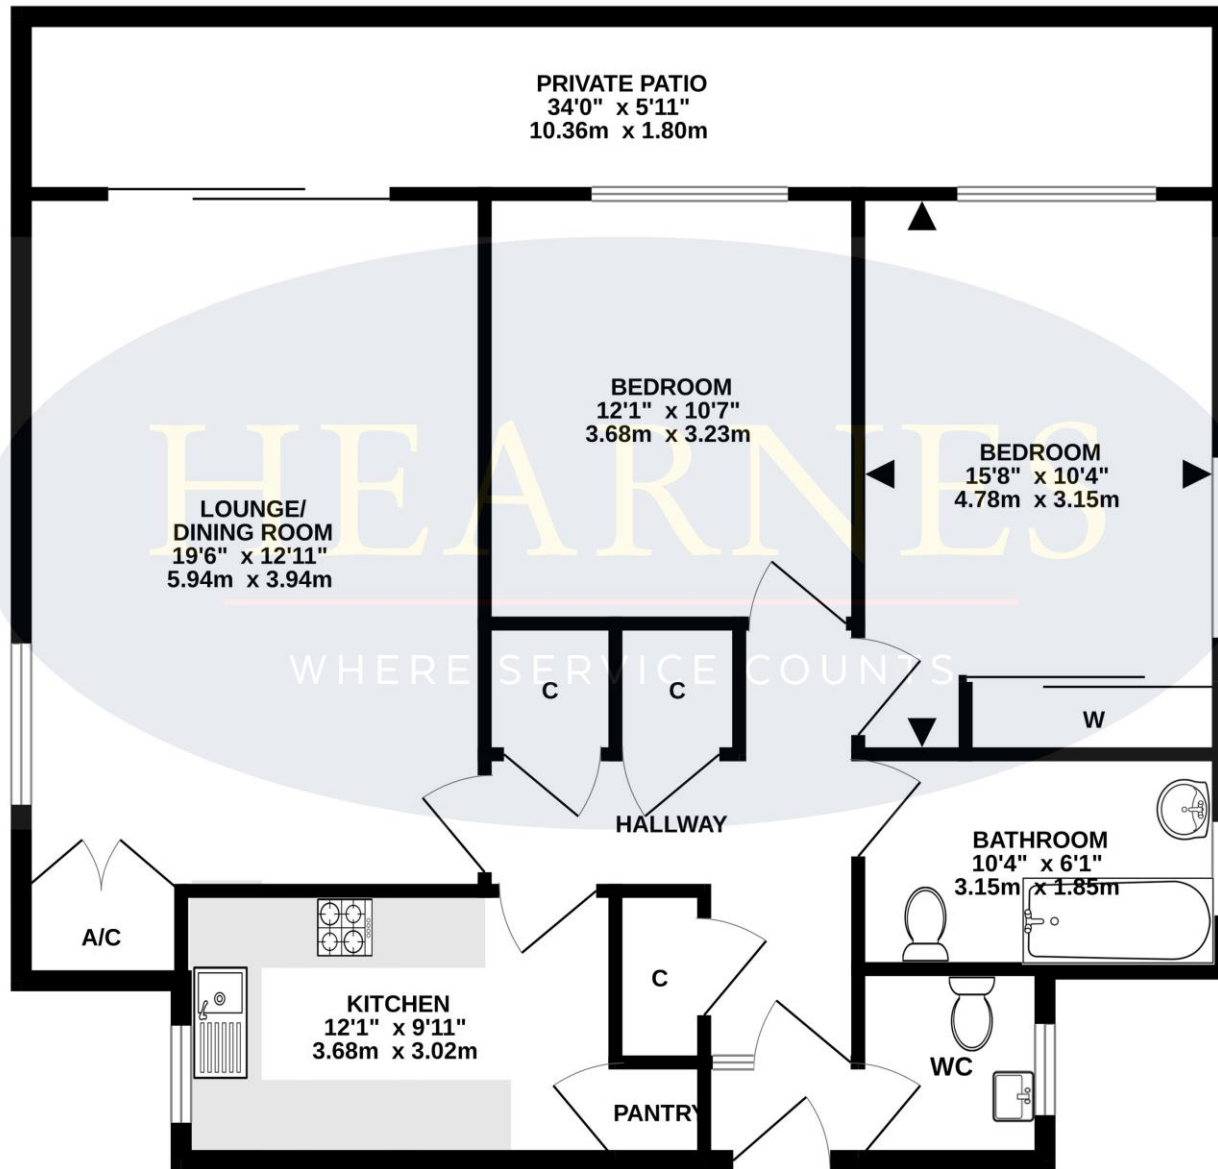 PRIVATE PATIO
34'0" x 5'11"
10.36m x 1.80m
BEDROOM
12'1" x 10'7"
3.68m x 3.23m
BEDROOM
15'8" x 10'4"
4.78m x 3.15m
HEARNES
LOUNGE/
DINING ROOM
19'6" x 12'11"
5.94m x 3.94m
WHERE SERVICE COUNTS
C
C
W
HALLWAY
BATHROOM
10'4" x 6'1"
3.15m x 1.85m
A/C
C
KITCHEN
12'1" x 9'11"
3.68m x 3.02m
WC
PANTRY